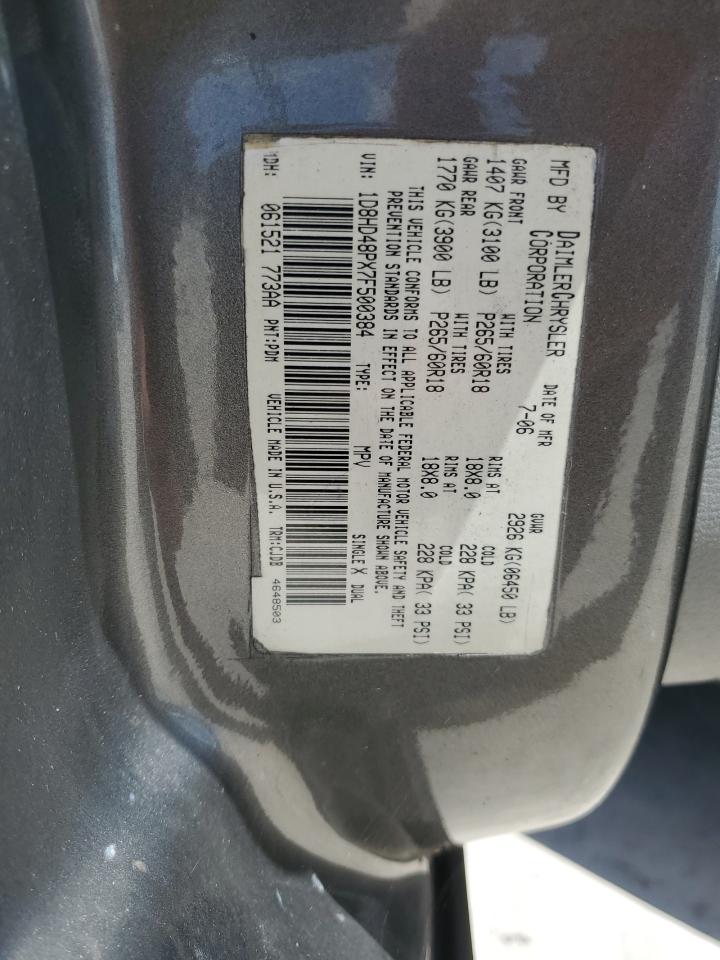 MFD BY DAIMLERCHRYSLER CORPORATION DATE OF MFR 7-06 GVWR 2926 KG(06450 LB)
GAWR FRONT WITH TIRES RIMS AT COLD
1407 KG(3100 LB) P265/60R18 18X8.0 228 KPA( 33 PSI)
GAWR REAR WITH TIRES RIMS AT COLD
1770 KG(3900 LB) P265/60R18 18X8.0 228 KPA( 33 PSI)
THIS VEHICLE CONFORMS TO ALL APPLICABLE FEDERAL MOTOR VEHICLE SAFETY AND THEFT
PREVENTION STANDARDS IN EFFECT ON THE DATE OF MANUFACTURE SHOWN ABOVE.
VIN: 1D8HD48PX7F500384 TYPE: MPV SINGLE X DUAL
MDH: 061521 773AA PNT:PDM VEHICLE MADE IN U.S.A. TRM:CJDB 4648503